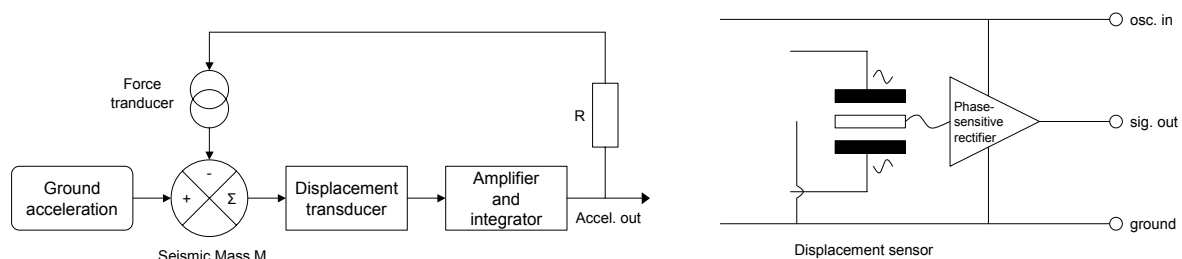 Force
tranducer
R
Ground
acceleration
-
+
Σ
Displacement
transducer
Amplifier
and
integrator
Accel. out
Seismic Mass M
osc. in
Phase-
sensitive
rectifier
sig. out
ground
Displacement sensor